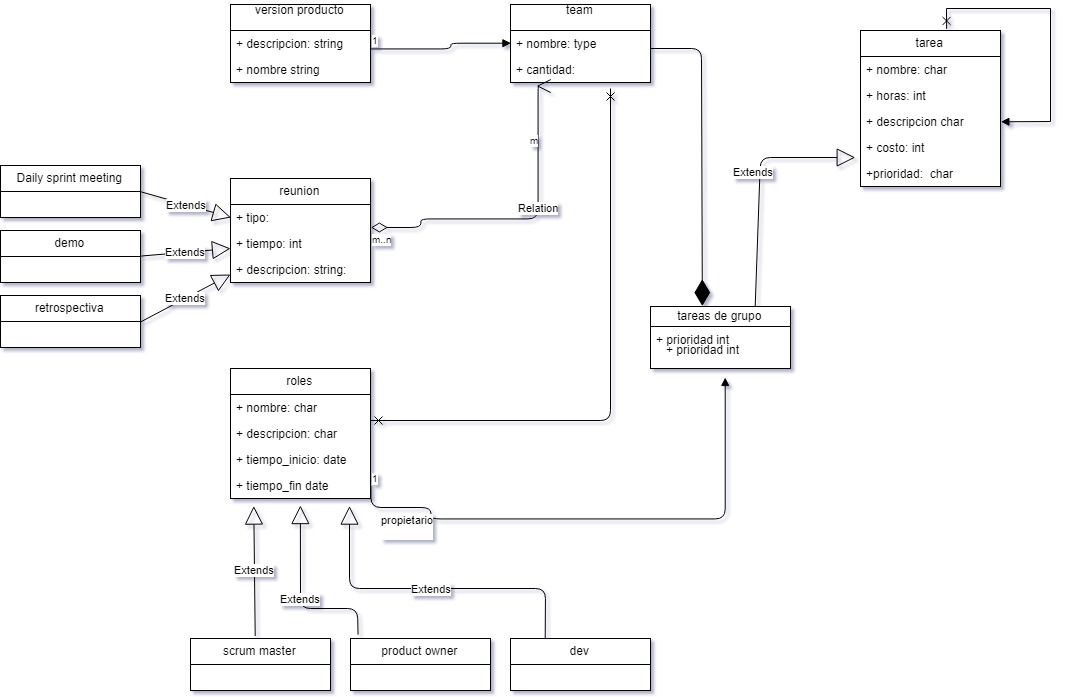 version producto
+ descripcion: string
+ nombre string
1
team
+ nombre: type
+ cantidad:
tarea
+ nombre: char
+ horas: int
+ descripcion char
+ costo: int
+prioridad:  char
Extends
m
Relation
m..n
Daily sprint meeting
Extends
demo
Extends
retrospectiva
Extends
reunion
+ tipo:
+ tiempo: int
+ descripcion: string:
tareas de grupo
+ prioridad int
+ prioridad int
roles
+ nombre: char
+ descripcion: char
+ tiempo_inicio: date
+ tiempo_fin date
1
propietario
Extends
Extends
Extends
scrum master
product owner
dev